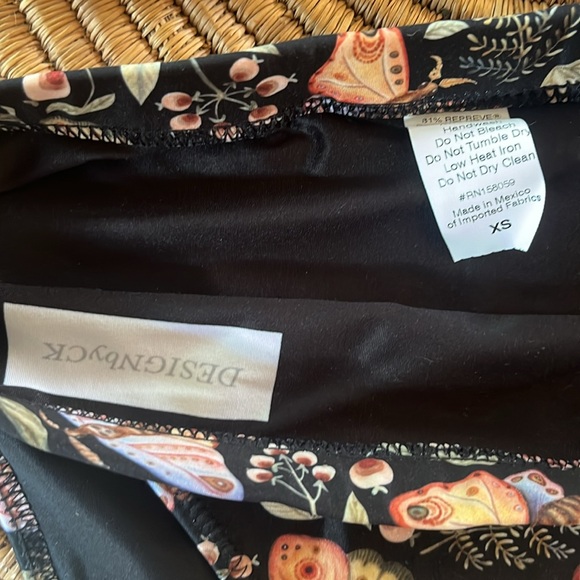 41% REPREVE®
Handwash
Do Not Bleach
Do Not Tumble Dry
Low Heat Iron
Do Not Dry Clean
#RN158059
Made in Mexico
of Imported Fabrics
XS
DESIGNbyCK